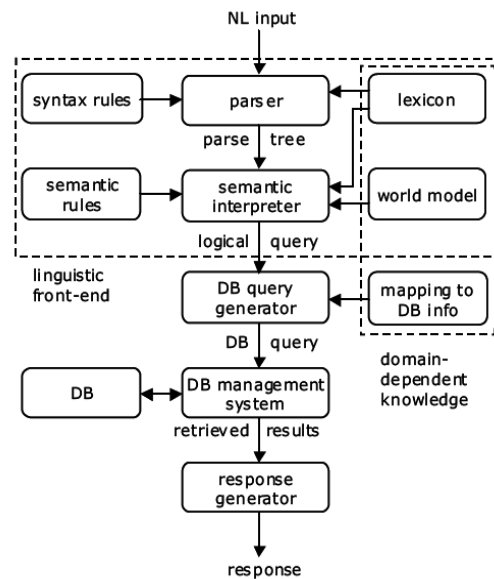 NL input
syntax rules
parser
lexicon
parse tree
semantic
rules
semantic
interpreter
world model
logical query
linguistic
front-end
DB query
generator
mapping to
DB info
DB query
domain-
dependent
knowledge
DB
DB management
system
retrieved results
response
generator
response